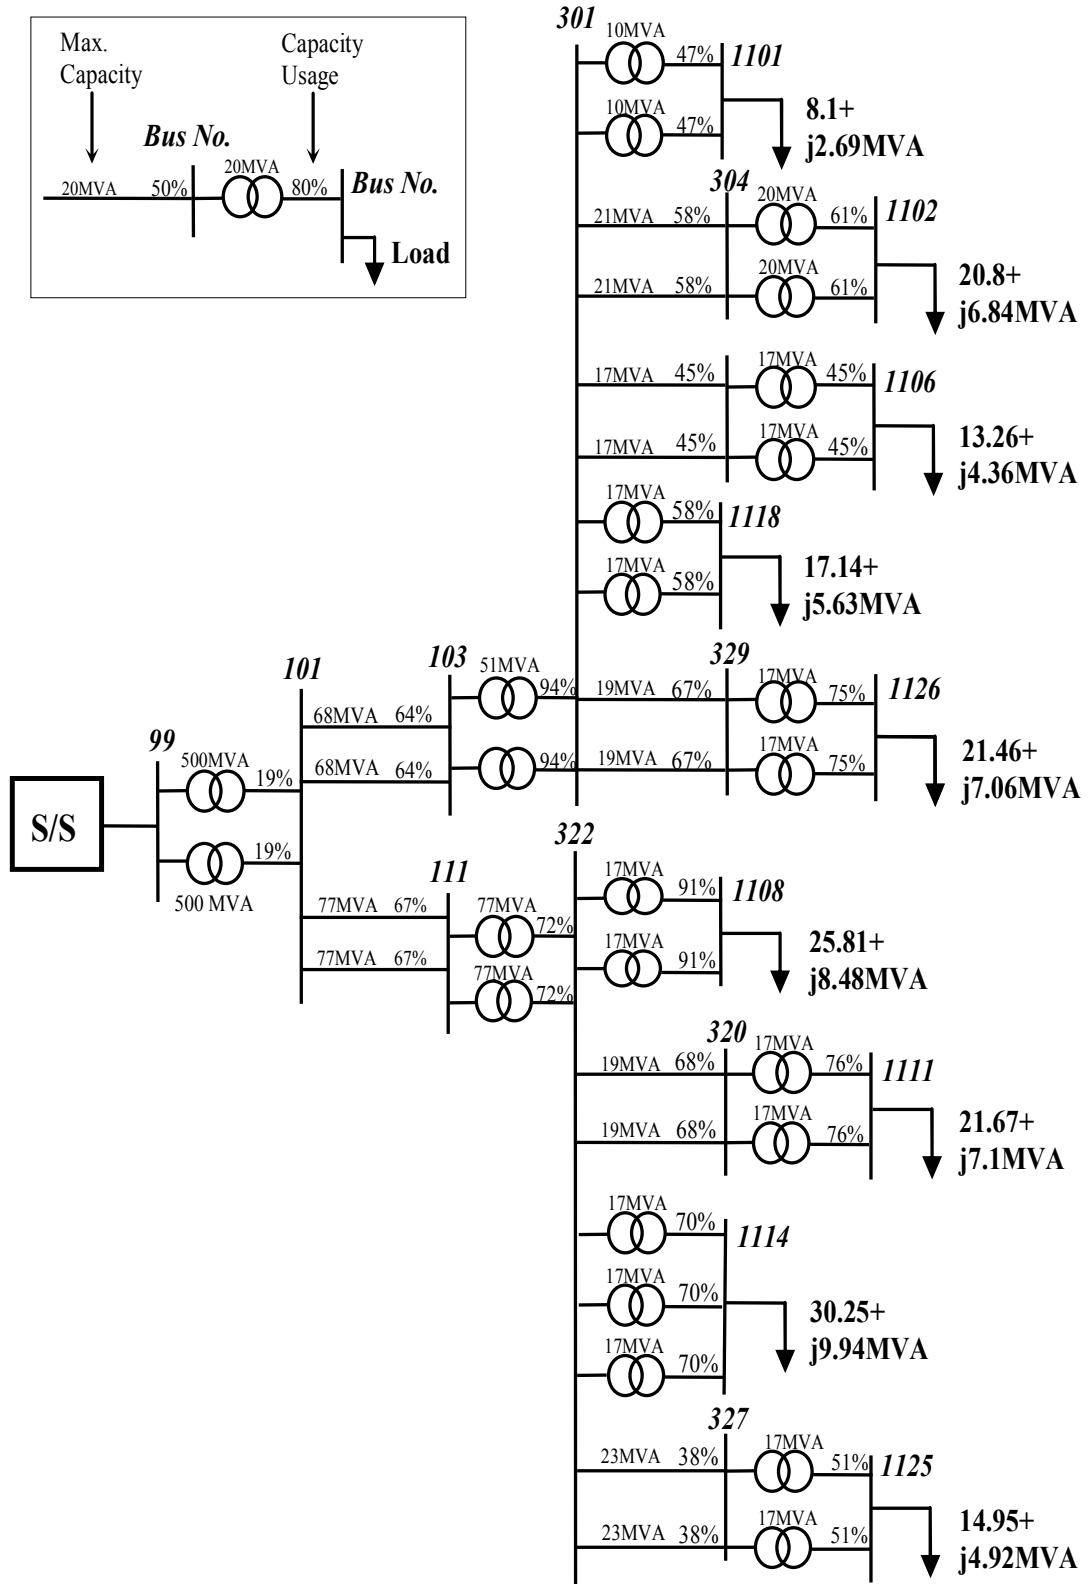 Max.
Capacity
Capacity
Usage
Bus No.
20MVA
50%
20MVA
80%
Bus No.
Load
301
10MVA
47%
1101
10MVA
47%
8.1+
j2.69MVA
304
21MVA
58%
20MVA
61%
1102
21MVA
58%
20MVA
61%
20.8+
j6.84MVA
17MVA
45%
17MVA
45%
1106
17MVA
45%
17MVA
45%
13.26+
j4.36MVA
17MVA
58%
1118
17MVA
58%
17.14+
j5.63MVA
329
19MVA
67%
17MVA
75%
1126
19MVA
67%
17MVA
75%
21.46+
j7.06MVA
S/S
99
500MVA
19%
19%
500 MVA
101
68MVA
64%
68MVA
64%
103
51MVA
94%
94%
77MVA
67%
77MVA
67%
111
77MVA
72%
77MVA
72%
322
17MVA
91%
1108
17MVA
91%
25.81+
j8.48MVA
320
19MVA
68%
17MVA
76%
1111
19MVA
68%
17MVA
76%
21.67+
j7.1MVA
17MVA
70%
1114
17MVA
70%
17MVA
70%
30.25+
j9.94MVA
327
23MVA
38%
17MVA
51%
1125
23MVA
38%
17MVA
51%
14.95+
j4.92MVA